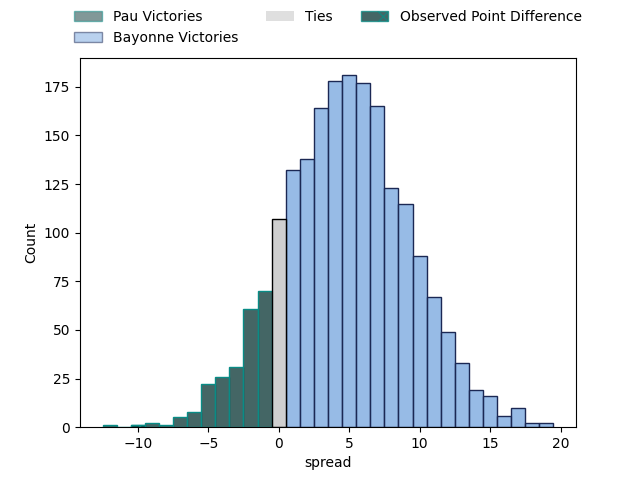 Pau Victories
Ties
Observed Point Difference
Bayonne Victories
175
150
125
100
75
50
25
0
Count
−10
−5
0
5
10
15
20
spread